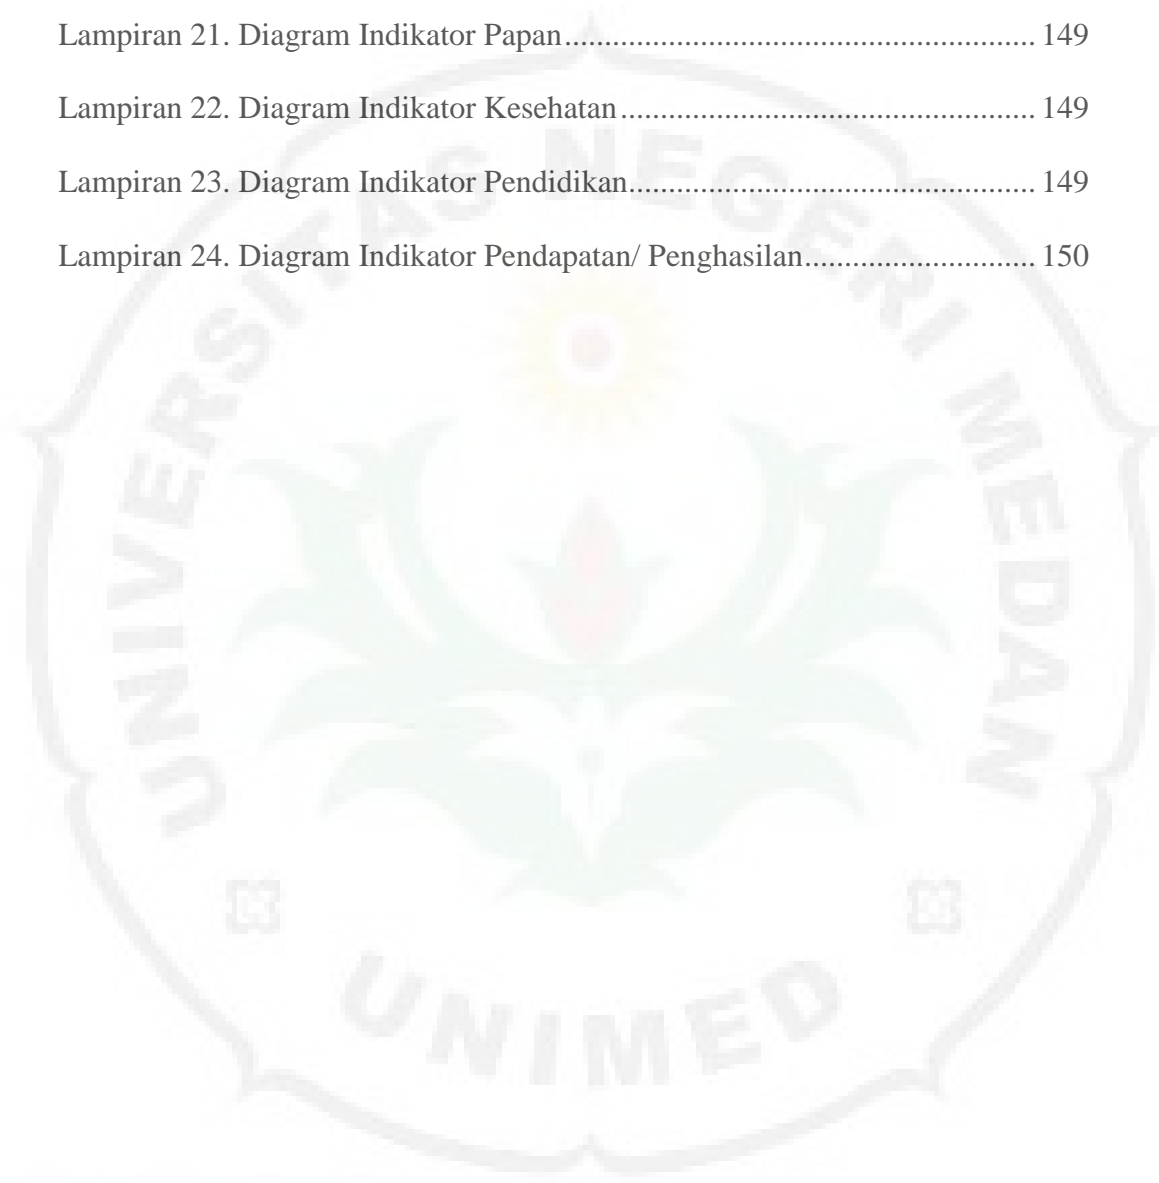 Lampiran 21. Diagram Indikator Papan.......................................................... 149
Lampiran 22. Diagram Indikator Kesehatan................................................... 149
Lampiran 23. Diagram Indikator Pendidikan.................................................. 149
Lampiran 24. Diagram Indikator Pendapatan/ Penghasilan............................ 150
UNIVERSITAS NEGERI MEDAN
UNIMED